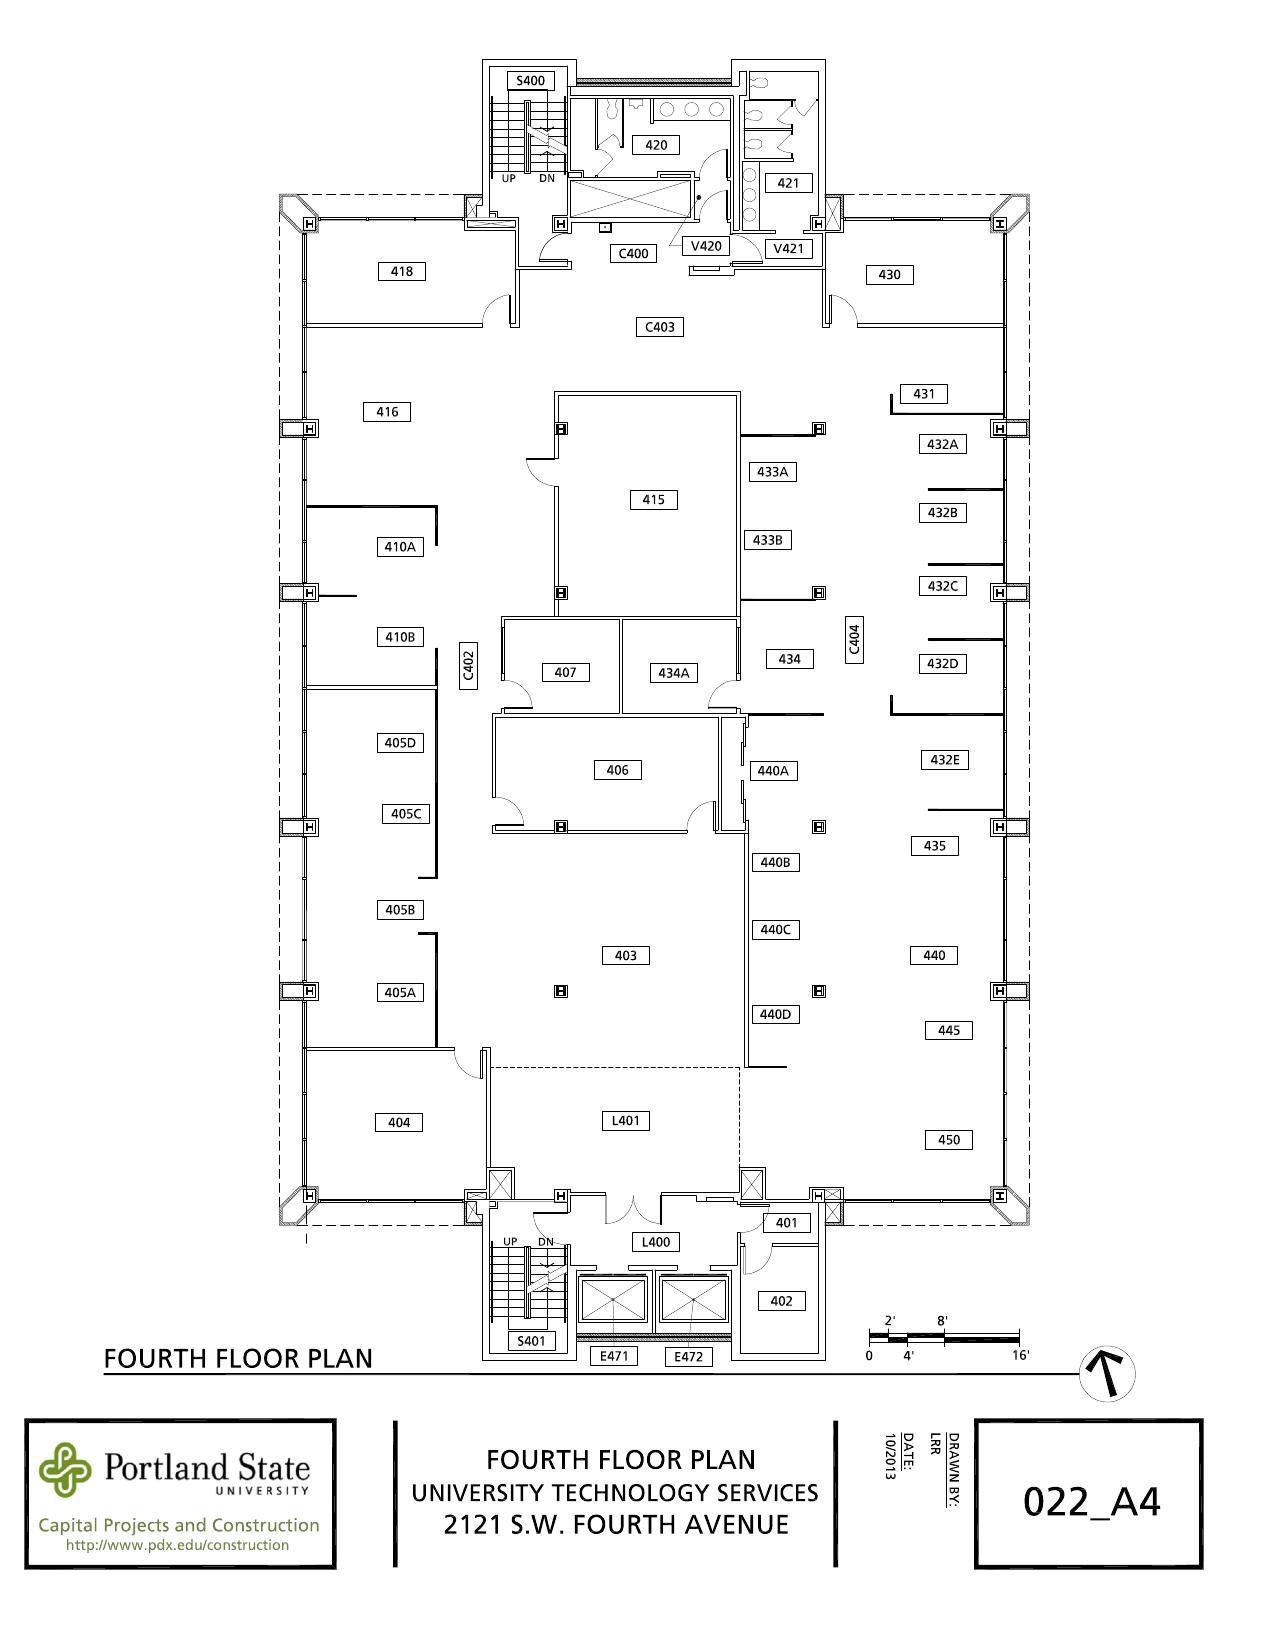 S400
UP
DN
420
421
V420
V421
C400
418
430
C403
431
416
432A
433A
415
432B
433B
410A
432C
410B
C402
407
434A
434
C404
432D
405D
406
440A
432E
405C
440B
435
405B
440C
403
440
405A
440D
445
404
L401
450
401
UP
DN
L400
402
S401
E471
E472
2'
8'
0
4'
16'
FOURTH FLOOR PLAN
Portland State
UNIVERSITY
Capital Projects and Construction
http://www.pdx.edu/construction
FOURTH FLOOR PLAN
UNIVERSITY TECHNOLOGY SERVICES
2121 S.W. FOURTH AVENUE
DRAWN BY:
LRR
DATE:
10/2013
022_A4